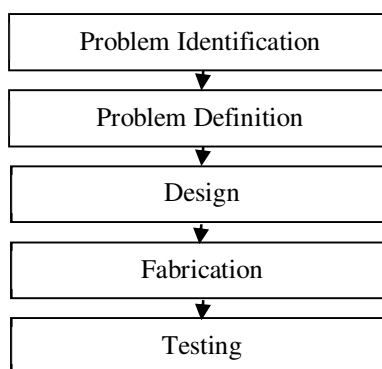 Problem Identification
Problem Definition
Design
Fabrication
Testing